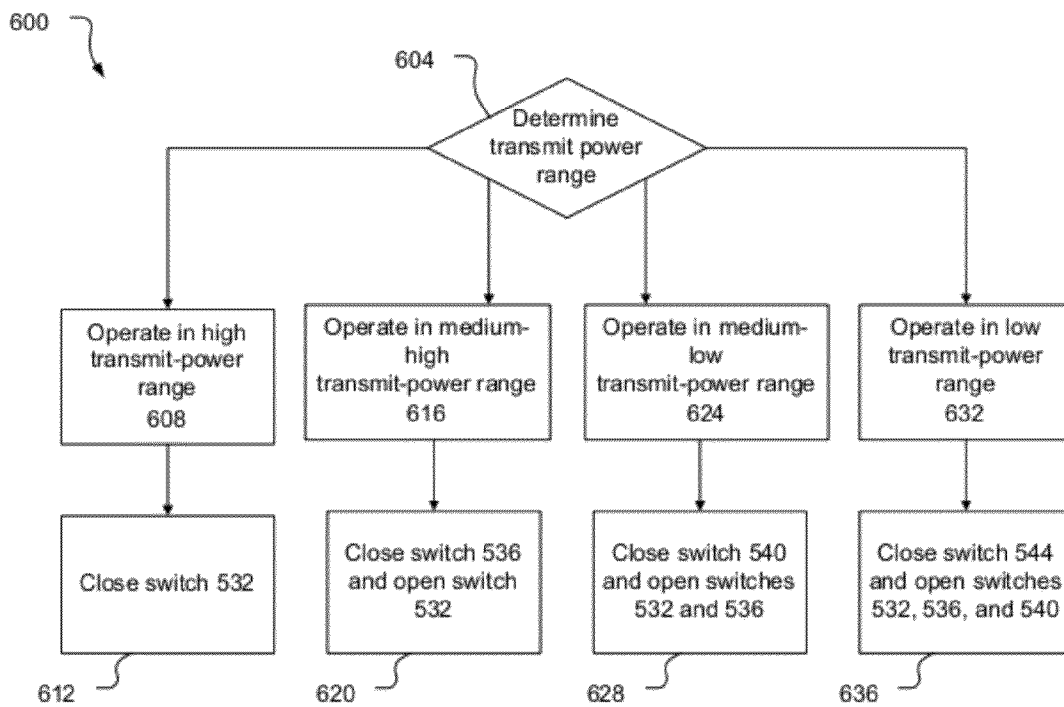 600
604
Determine
transmit power
range
Operate in high
transmit-power
range
608
Operate in medium-
high
transmit-power range
616
Operate in medium-
low
transmit-power range
624
Operate in low
transmit-power
range
632
Close switch 532
Close switch 536
and open switch
532
Close switch 540
and open switches
532 and 536
Close switch 544
and open switches
532, 536, and 540
612
620
628
636